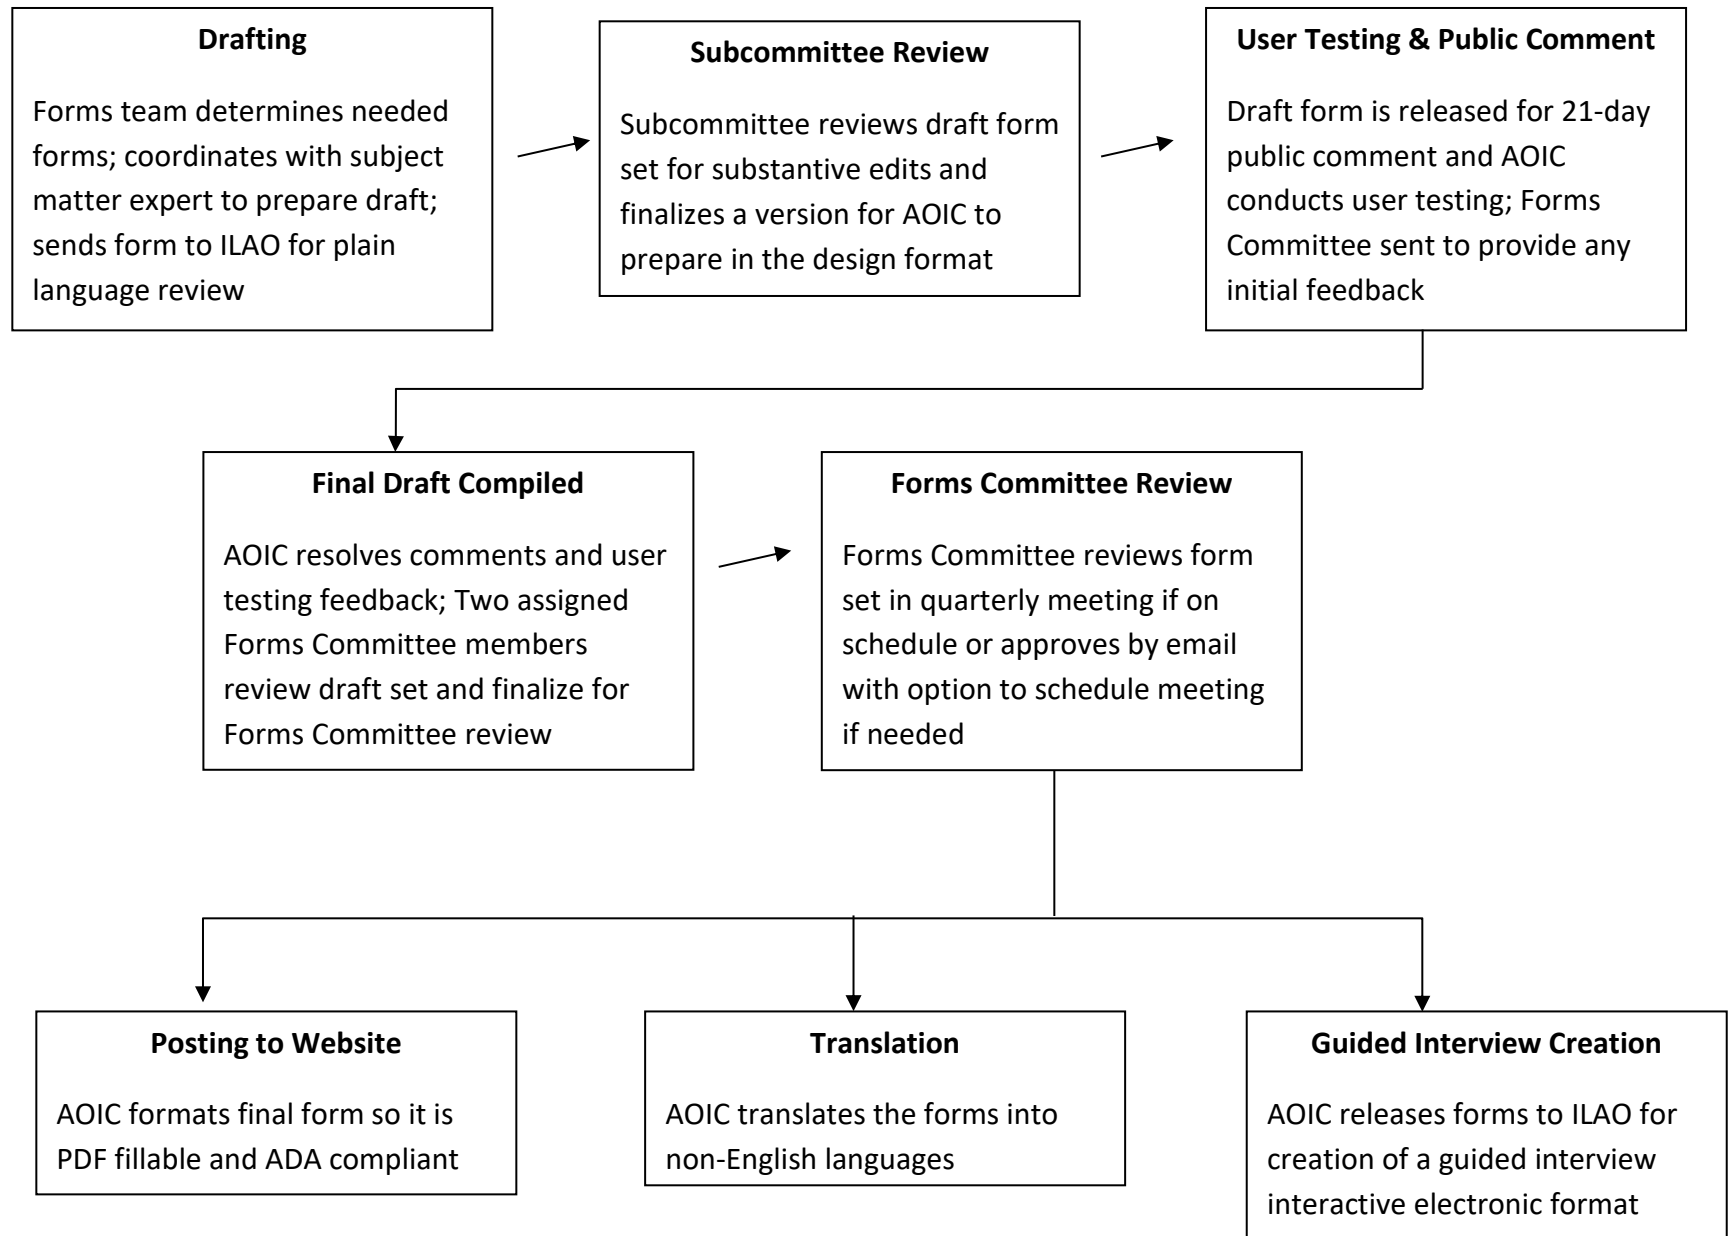 Drafting
Forms team determines needed
forms; coordinates with subject
matter expert to prepare draft;
sends form to ILAO for plain
language review
Subcommittee Review
Subcommittee reviews draft form
set for substantive edits and
finalizes a version for AOIC to
prepare in the design format
User Testing & Public Comment
Draft form is released for 21-day
public comment and AOIC
conducts user testing; Forms
Committee sent to provide any
initial feedback
Final Draft Compiled
AOIC resolves comments and user
testing feedback; Two assigned
Forms Committee members
review draft set and finalize for
Forms Committee review
Forms Committee Review
Forms Committee reviews form
set in quarterly meeting if on
schedule or approves by email
with option to schedule meeting
if needed
Posting to Website
AOIC formats final form so it is
PDF fillable and ADA compliant
Translation
AOIC translates the forms into
non-English languages
Guided Interview Creation
AOIC releases forms to ILAO for
creation of a guided interview
interactive electronic format